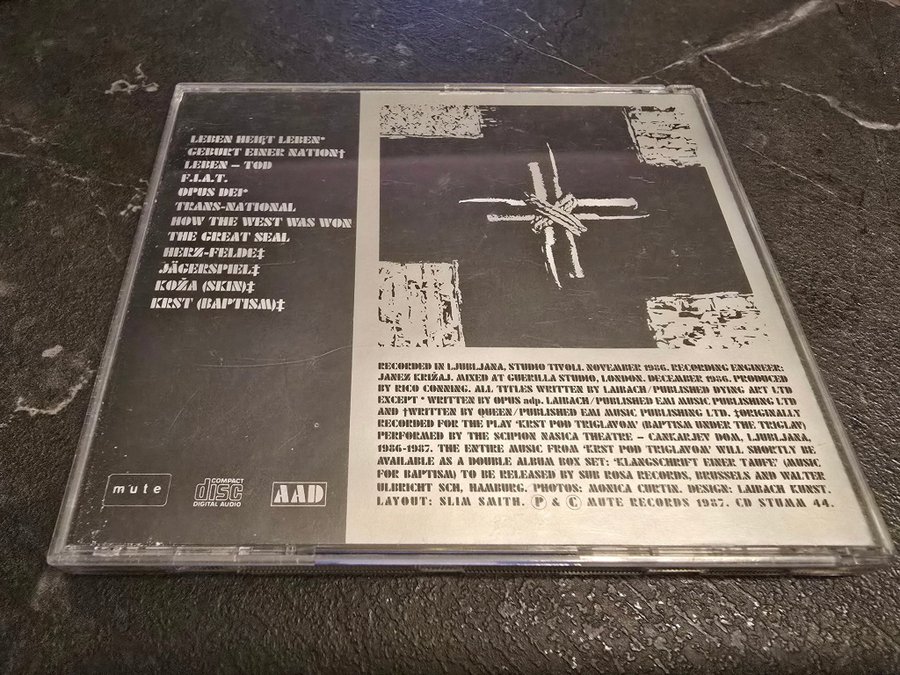 LEBEN HEIßT LEBEN*
GEBURT EINER NATION†
LEBEN – TOD
F.I.A.T.
OPUS DEI*
TRANS-NATIONAL
HOW THE WEST WAS WON
THE GREAT SEAL
HERZ-FELDE‡
JÄGERSPIEL‡
KOŽA (SKIN)‡
KRST (BAPTISM)‡
RECORDED IN LJUBLJANA, STUDIO TIVOLI. NOVEMBER 1986. RECORDING ENGINEER:
JANEZ KRIŽAJ. MIXED AT GUERILLA STUDIO, LONDON. DECEMBER 1986. PRODUCED
BY RICO CONNING. ALL TITLES WRITTEN BY LAIBACH/PUBLISHED DYING ART LTD
EXCEPT * WRITTEN BY OPUS adp. LAIBACH/PUBLISHED EMI MUSIC PUBLISHING LTD
AND †WRITTEN BY QUEEN/PUBLISHED EMI MUSIC PUBLISHING LTD. ‡ORIGINALLY
RECORDED FOR THE PLAY 'KRST POD TRIGLAVOM' (BAPTISM UNDER THE TRIGLAV)
PERFORMED BY THE SCIPION NASICA THEATRE – CANKARJEV DOM, LJUBLJANA,
1986-1987. THE ENTIRE MUSIC FROM 'KRST POD TRIGLAVOM' WILL SHORTLY BE
AVAILABLE AS A DOUBLE ALBUM BOX SET: 'KLANGSCHRIFT EINER TAUFE' (MUSIC
FOR BAPTISM) TO BE RELEASED BY SUB ROSA RECORDS, BRUSSELS AND WALTER
ULBRICHT SCH, HAMBURG. PHOTOS: MONICA CURTIN. DESIGN: LAIBACH KUNST.
LAYOUT: SLIM SMITH. Ⓟ & © MUTE RECORDS 1987. CD STUMM 44.
mute
COMPACT
disc
DIGITAL AUDIO
AAD